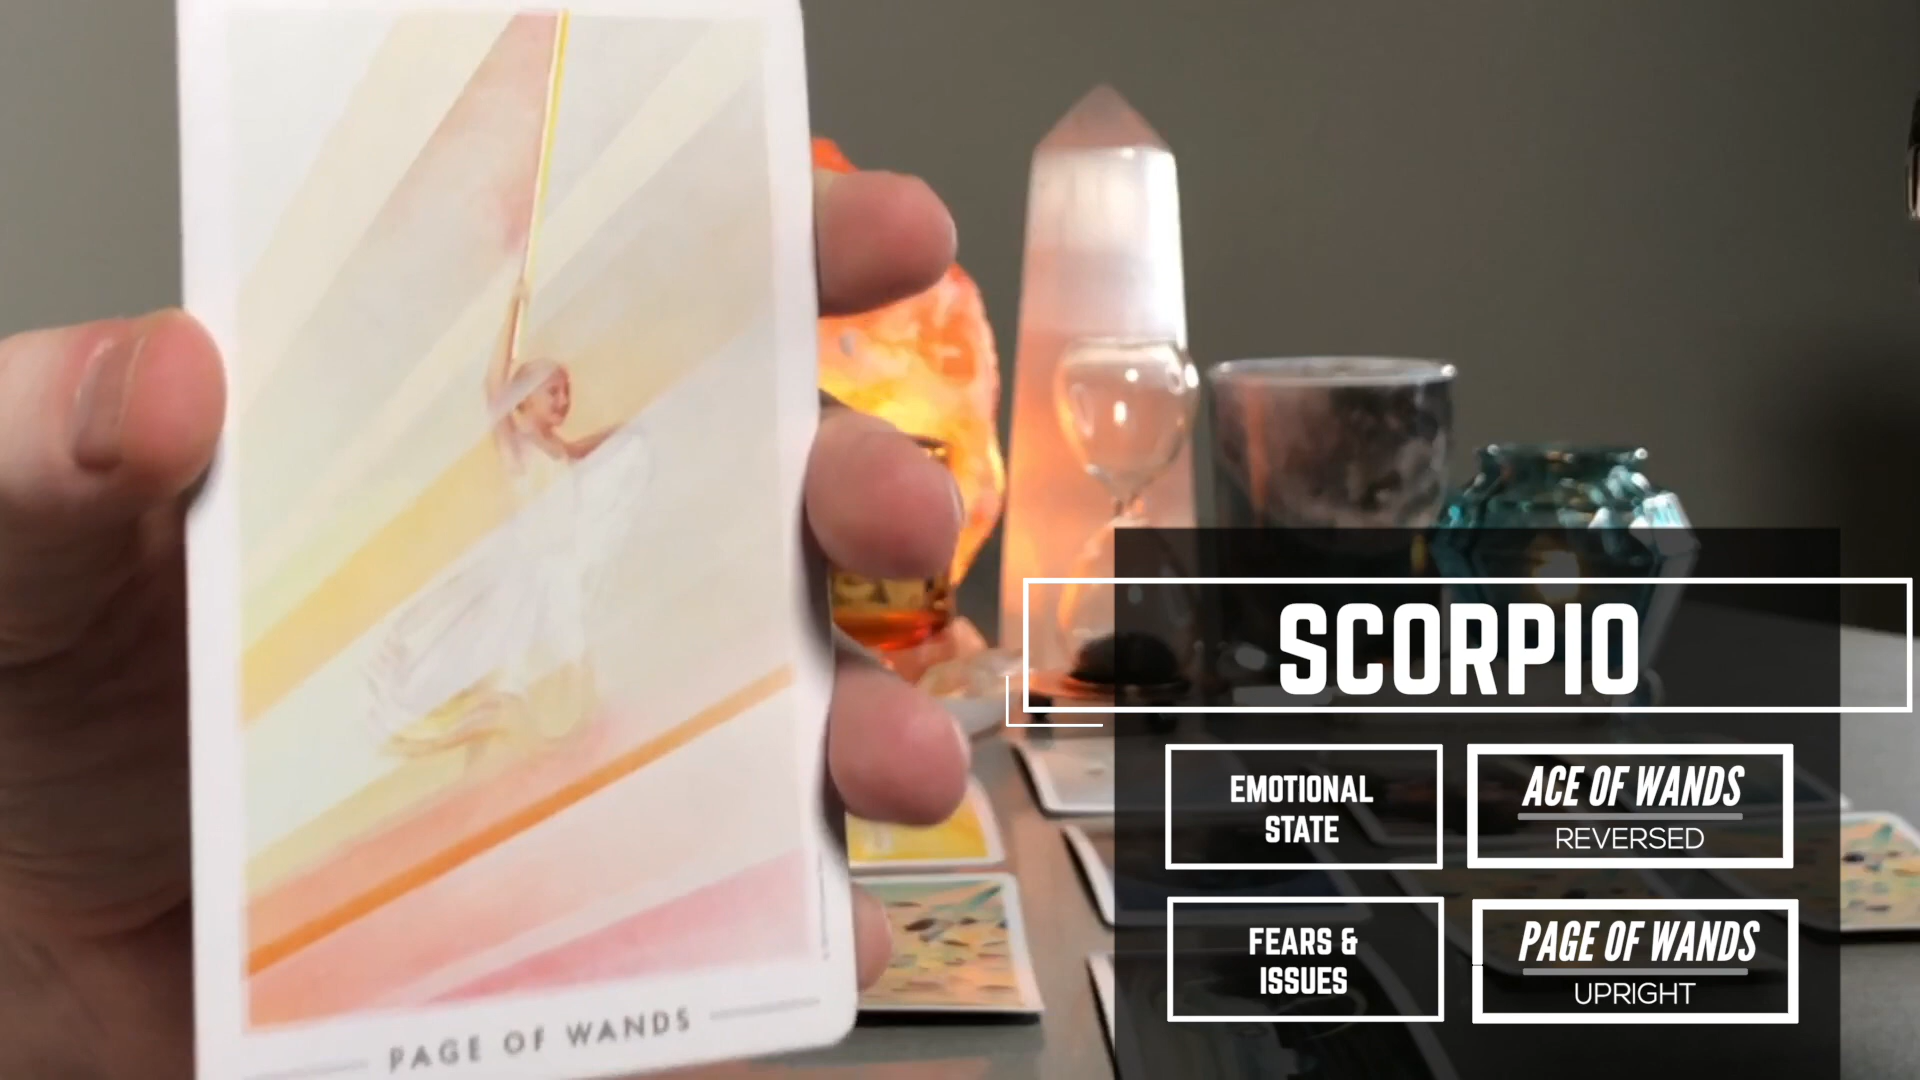 PAGE OF WANDS
SCORPIO
EMOTIONAL
STATE
ACE OF WANDS
REVERSED
FEARS &
ISSUES
PAGE OF WANDS
UPRIGHT